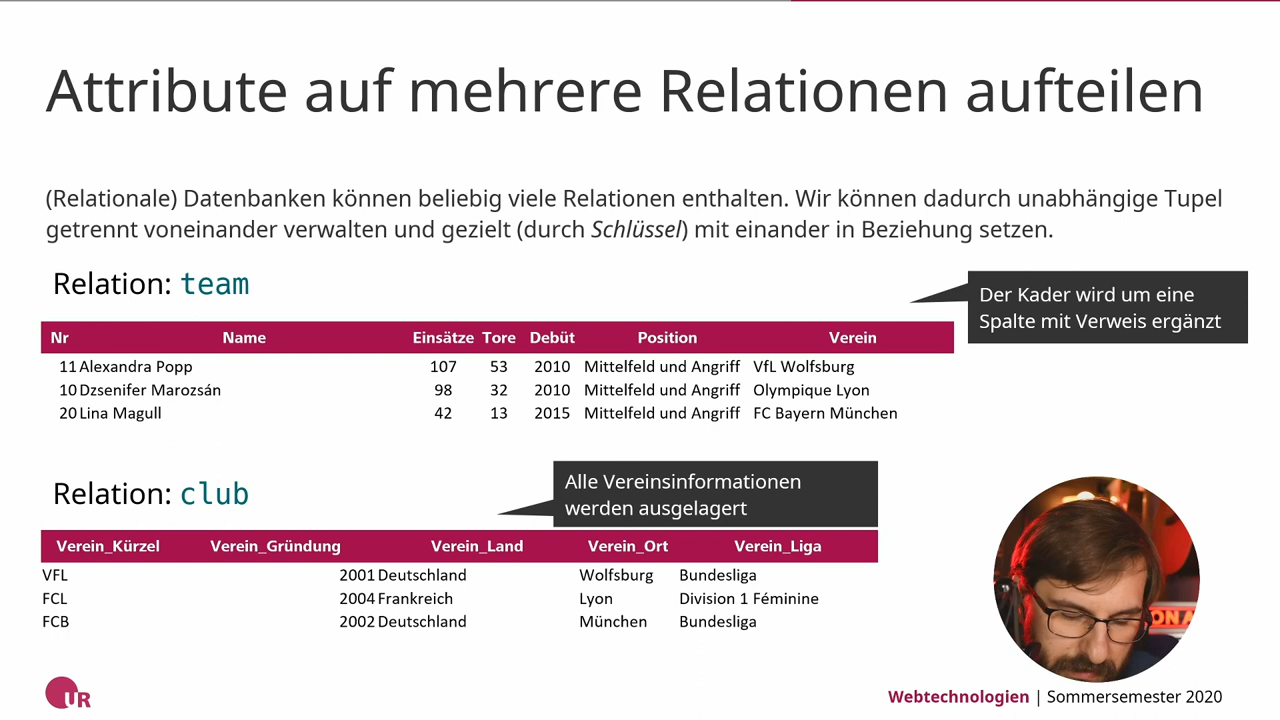 Attribute auf mehrere Relationen aufteilen
(Relationale) Datenbanken können beliebig viele Relationen enthalten. Wir können dadurch unabhängige Tupel
getrennt voneinander verwalten und gezielt (durch Schlüssel) mit einander in Beziehung setzen.
Relation: team
Der Kader wird um eine
Spalte mit Verweis ergänzt
Nr Name Einsätze Tore Debüt Position Verein
11 Alexandra Popp 107 53 2010 Mittelfeld und Angriff VfL Wolfsburg
10 Dzsenifer Marozsán 98 32 2010 Mittelfeld und Angriff Olympique Lyon
20 Lina Magull 42 13 2015 Mittelfeld und Angriff FC Bayern München
Relation: club
Alle Vereinsinformationen
werden ausgelagert
Verein_Kürzel Verein_Gründung Verein_Land Verein_Ort Verein_Liga
VFL 2001 Deutschland Wolfsburg Bundesliga
FCL 2004 Frankreich Lyon Division 1 Féminine
FCB 2002 Deutschland München Bundesliga
ON A
UR
Webtechnologien | Sommersemester 2020